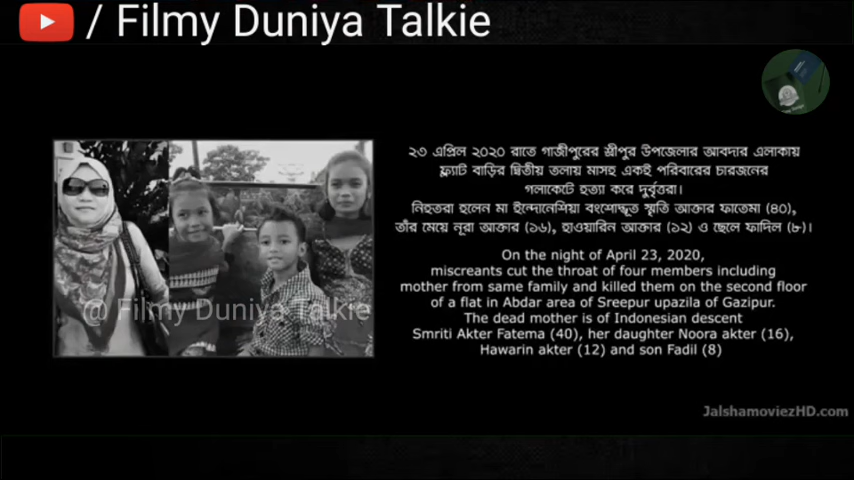 / Filmy Duniya Talkie
২৩ এপ্রিল ২০২০ রাতে গাজীপুরের শ্রীপুর উপজেলার আবদার এলাকায়
ফ্ল্যাট বাড়ির দ্বিতীয় তলায় মাসহ একই পরিবারের চারজনের
গলাকেটে হত্যা করে দুর্বৃত্তরা।
নিহতরা হলেন মা ইন্দোনেশিয়া বংশোদ্ভূত স্মৃতি আক্তার ফাতেমা (৪০),
তাঁর মেয়ে নূরা আক্তার (১৬), হাওয়ারিন আক্তার (১২) ও ছেলে ফাদিল (৮)।
On the night of April 23, 2020,
miscreants cut the throat of four members including
mother from same family and killed them on the second floor
of a flat in Abdar area of Sreepur upazila of Gazipur.
The dead mother is of Indonesian descent
Smriti Akter Fatema (40), her daughter Noora akter (16),
Hawarin akter (12) and son Fadil (8)
@ Filmy Duniya Talkie
JalshamoviezHD.com